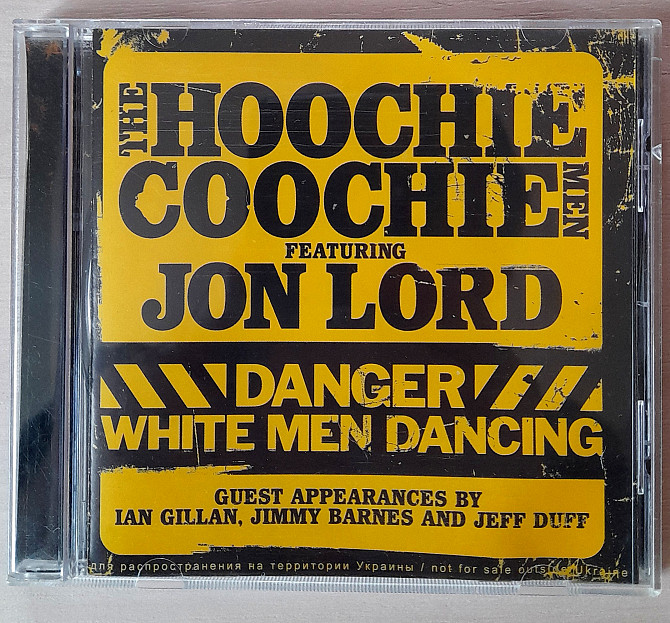 THE HOOCHIE
COOCHIE MEN
FEATURING
JON LORD
DANGER
WHITE MEN DANCING
GUEST APPEARANCES BY
IAN GILLAN, JIMMY BARNES AND JEFF DUFF
для распространения на территории Украины / not for sale outside Ukraine